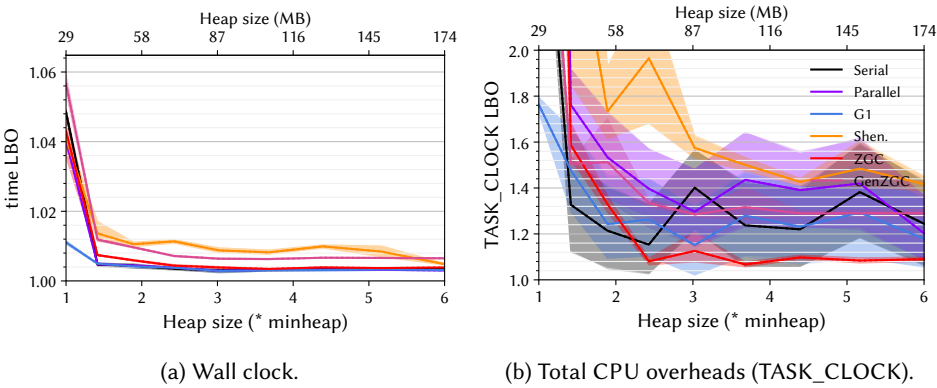 Heap size (MB)
29 58 87 116 145 174
time LBO
1.06
1.04
1.02
1.00
1 2 3 4 5 6
Heap size (* minheap)
(a) Wall clock.
Heap size (MB)
29 58 87 116 145 174
TASK_CLOCK LBO
2.0
1.8
1.6
1.4
1.2
1.0
Serial
Parallel
G1
Shen.
ZGC
GenZGC
1 2 3 4 5 6
Heap size (* minheap)
(b) Total CPU overheads (TASK_CLOCK).